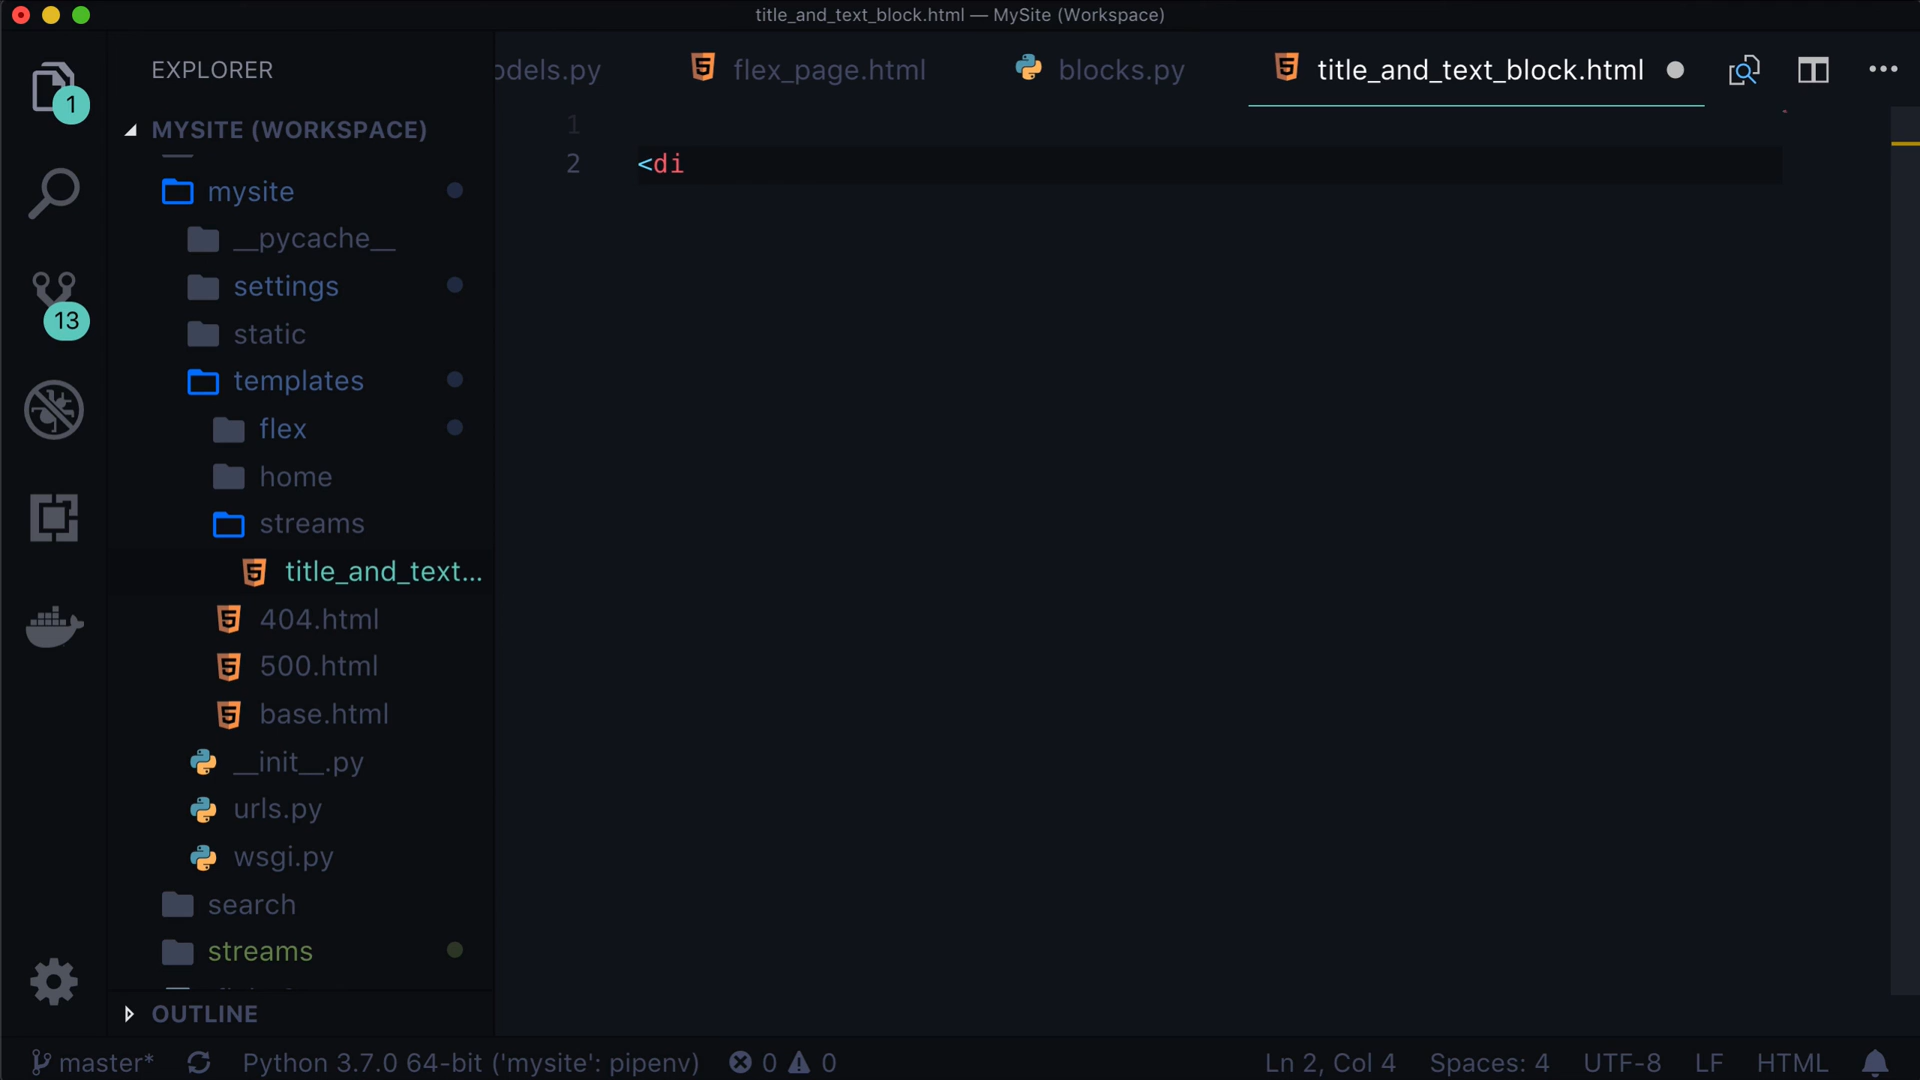 title_and_text_block.html — MySite (Workspace)
EXPLORER
odels.py
flex_page.html
blocks.py
title_and_text_block.html
1
MYSITE (WORKSPACE)
mysite
__pycache__
settings
static
templates
flex
home
streams
title_and_text...
404.html
500.html
base.html
__init__.py
urls.py
wsgi.py
search
streams
OUTLINE
13
1
2 <di
master*
Python 3.7.0 64-bit ('mysite': pipenv)
0
0
Ln 2, Col 4
Spaces: 4
UTF-8
LF
HTML